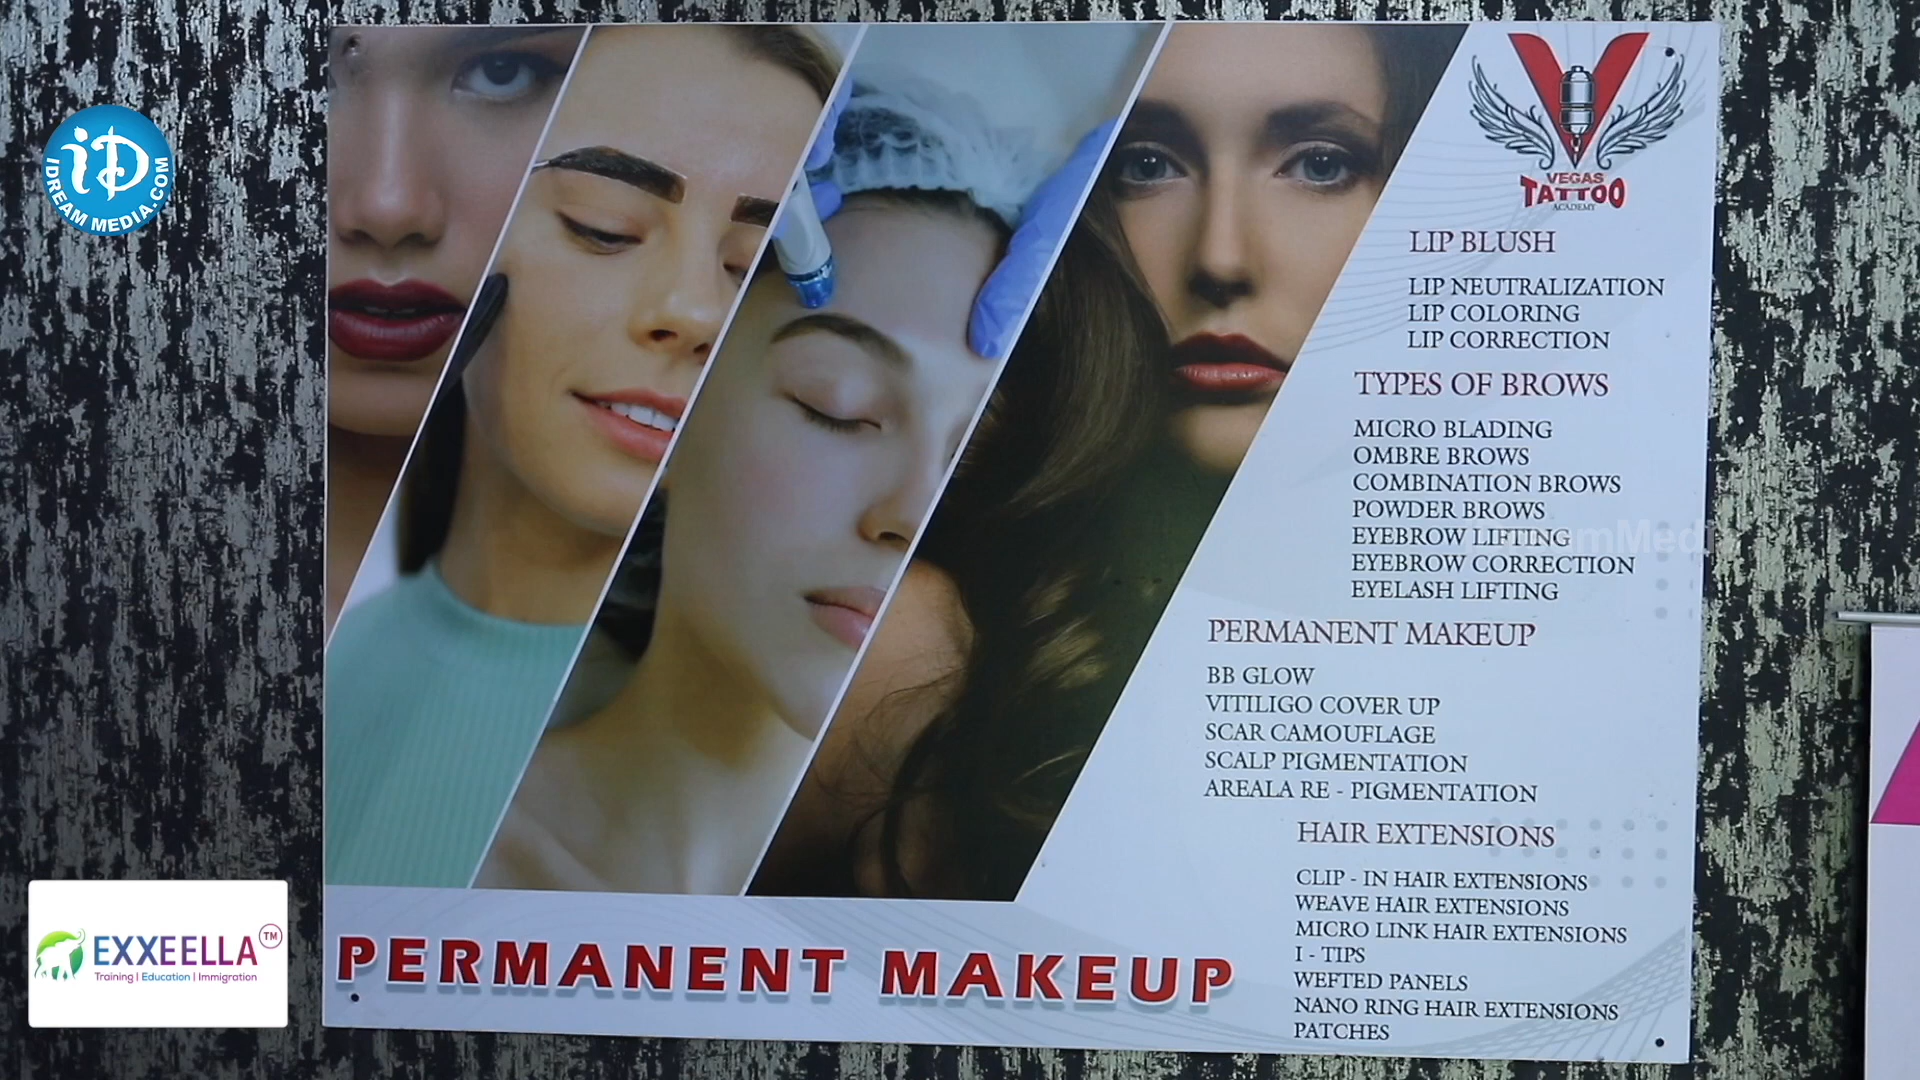 iD
IDREAM MEDIA.COM
VEGAS
TATTOO
ACADEMY
LIP BLUSH
LIP NEUTRALIZATION
LIP COLORING
LIP CORRECTION
TYPES OF BROWS
MICRO BLADING
OMBRE BROWS
COMBINATION BROWS
POWDER BROWS
EYEBROW LIFTING
EYEBROW CORRECTION
EYELASH LIFTING
PERMANENT MAKEUP
BB GLOW
VITILIGO COVER UP
SCAR CAMOUFLAGE
SCALP PIGMENTATION
AREALA RE - PIGMENTATION
HAIR EXTENSIONS
CLIP - IN HAIR EXTENSIONS
WEAVE HAIR EXTENSIONS
MICRO LINK HAIR EXTENSIONS
I - TIPS
WEFTED PANELS
NANO RING HAIR EXTENSIONS
PATCHES
PERMANENT MAKEUP
EXXEELLA TM
Training | Education | Immigration